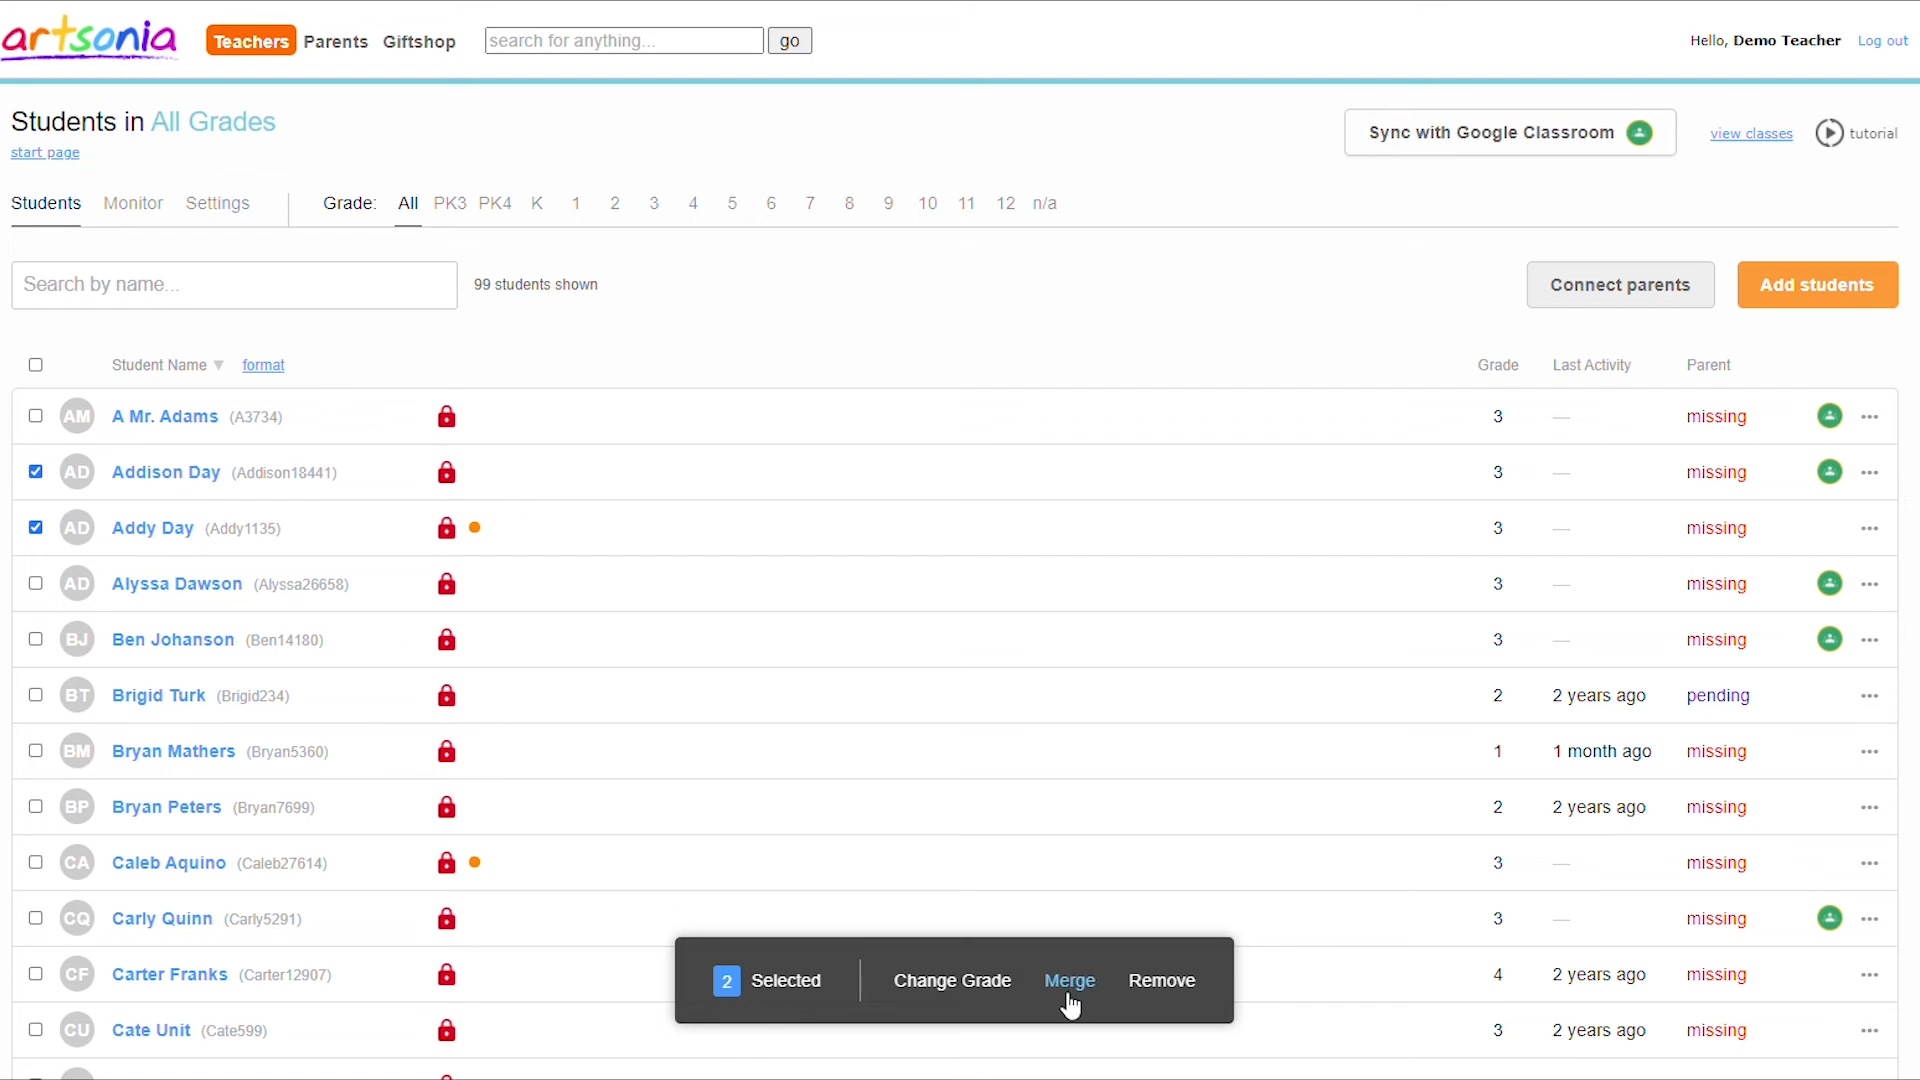 artsonia Teachers Parents Giftshop search for anything... go Hello, Demo Teacher Log out
Students in All Grades
start page
Sync with Google Classroom view classes tutorial
Students Monitor Settings Grade: All PK3 PK4 K 1 2 3 4 5 6 7 8 9 10 11 12 n/a
Search by name... 99 students shown Connect parents Add students
Student Name ▼ format Grade Last Activity Parent
AM A Mr. Adams (A3734) 3 — missing ...
AD Addison Day (Addison18441) 3 — missing ...
AD Addy Day (Addy1135) 3 — missing ...
AD Alyssa Dawson (Alyssa26658) 3 — missing ...
BJ Ben Johanson (Ben14180) 3 — missing ...
BT Brigid Turk (Brigid234) 2 2 years ago pending ...
BM Bryan Mathers (Bryan5360) 1 1 month ago missing ...
BP Bryan Peters (Bryan7699) 2 2 years ago missing ...
CA Caleb Aquino (Caleb27614) 3 — missing ...
CQ Carly Quinn (Carly5291) 3 — missing ...
CF Carter Franks (Carter12907) 4 2 years ago missing ...
CU Cate Unit (Cate599) 3 2 years ago missing ...
2 Selected Change Grade Merge Remove